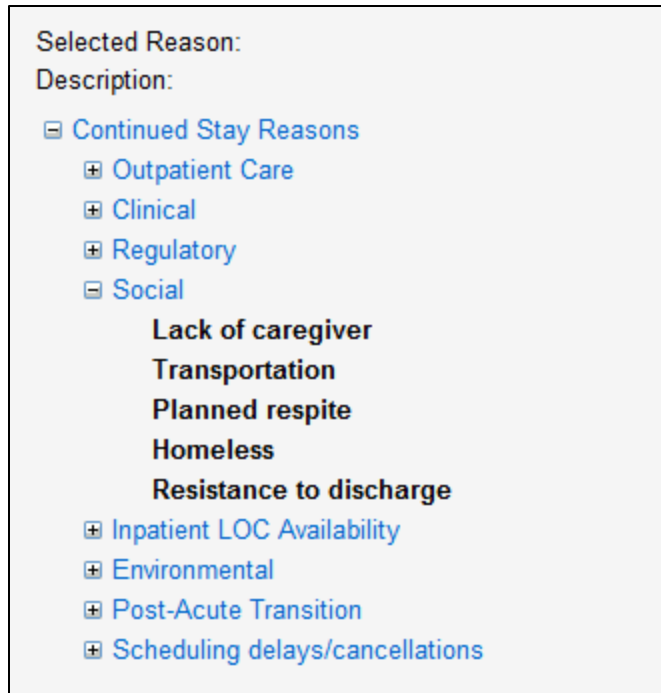 Selected Reason:
Description:
Continued Stay Reasons
Outpatient Care
Clinical
Regulatory
Social
Lack of caregiver
Transportation
Planned respite
Homeless
Resistance to discharge
Inpatient LOC Availability
Environmental
Post-Acute Transition
Scheduling delays/cancellations